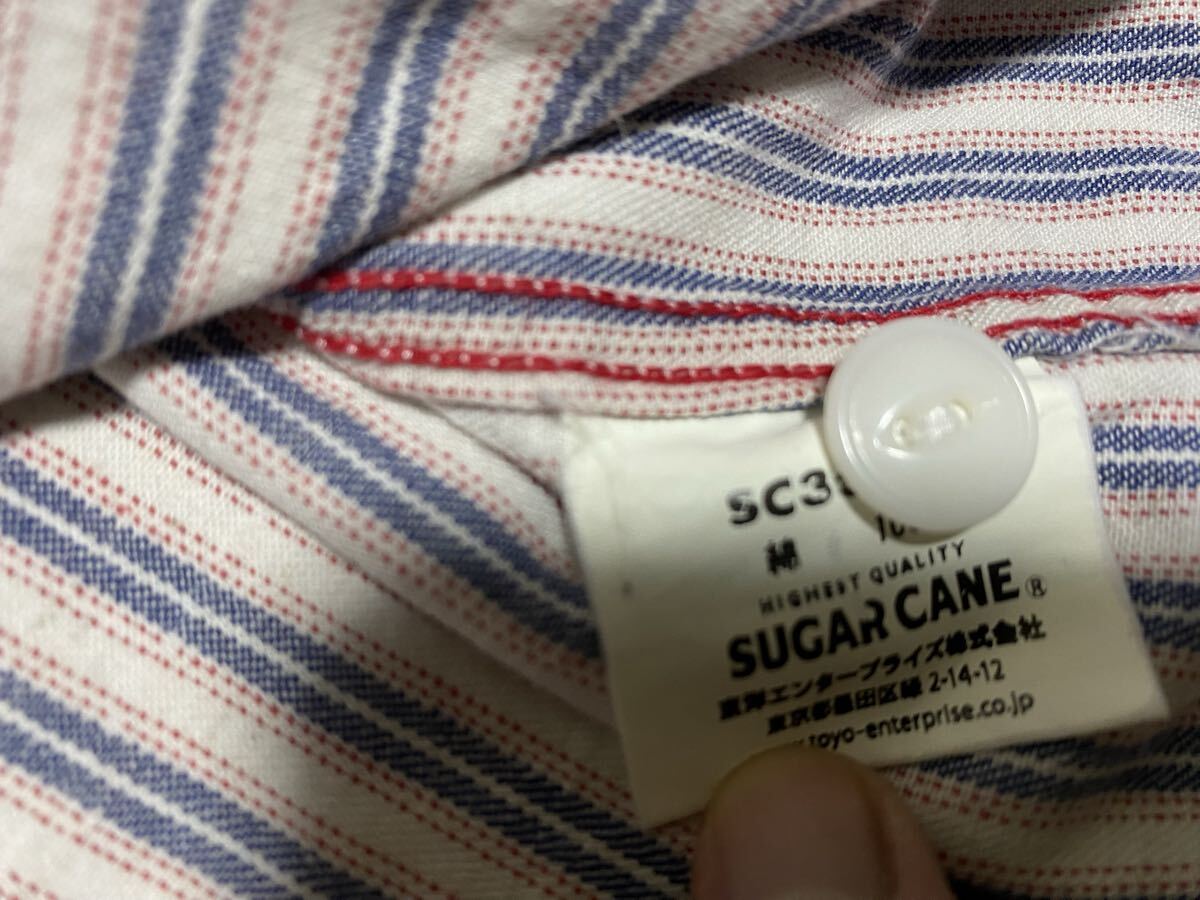 SC3
綿 10
HIGHEST QUALITY
SUGAR CANE®
東洋エンタープライズ株式会社
東京都墨田区緑 2-14-12
toyo-enterprise.co.jp